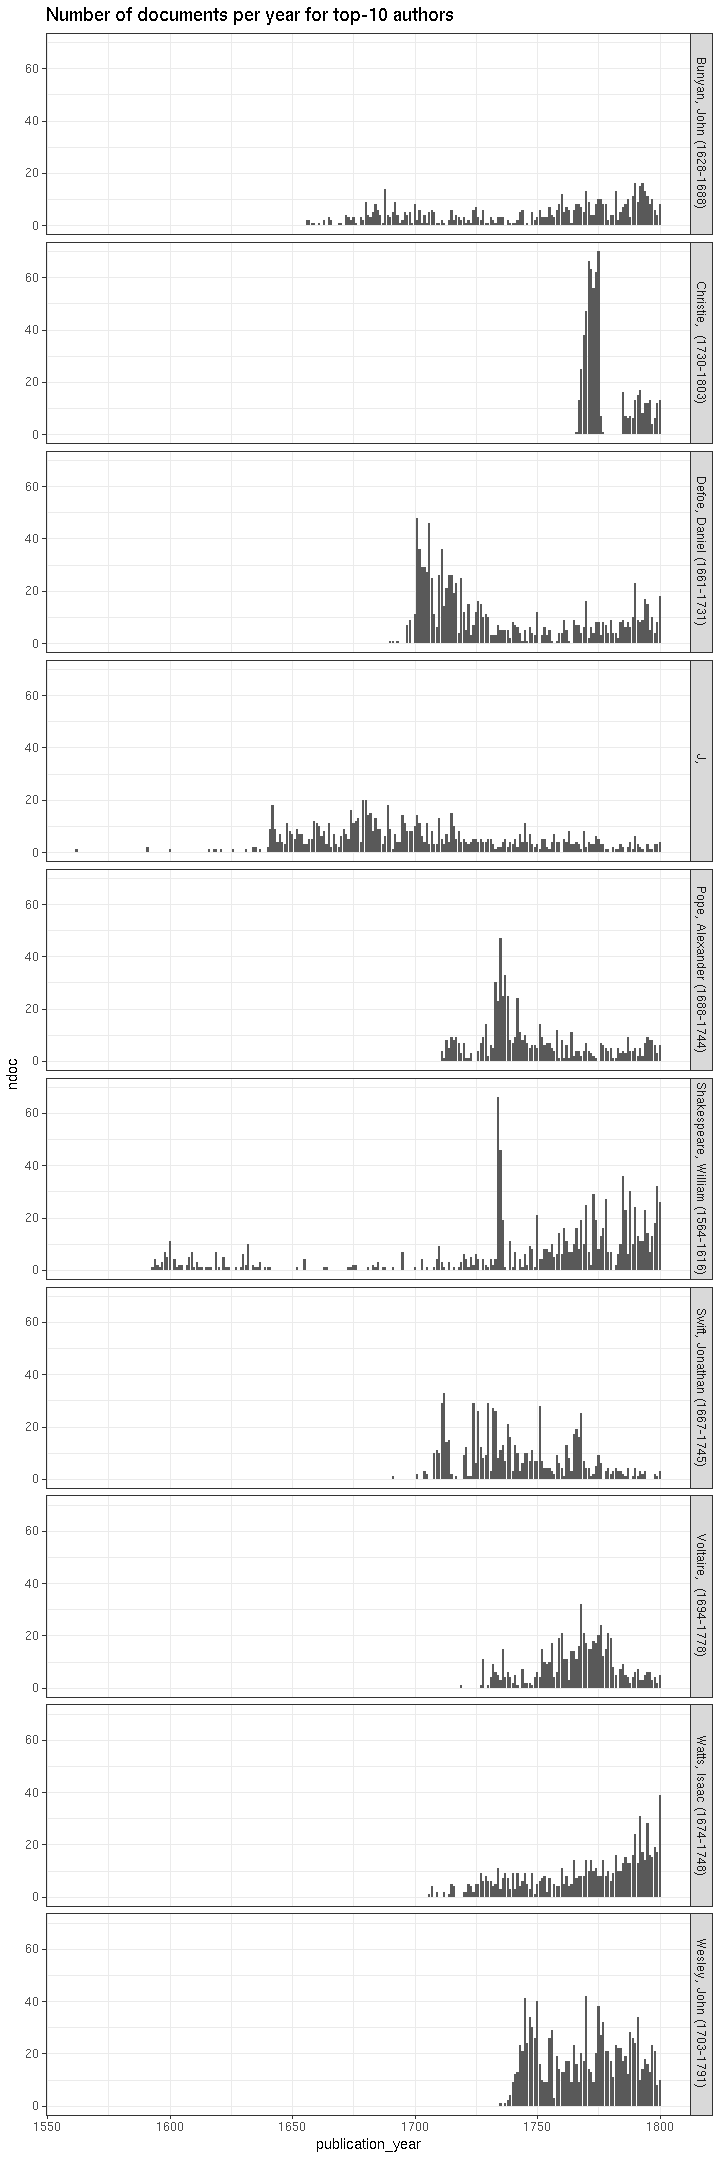 Number of documents per year for top-10 authors
60
40
20
0
Bunyan, John (1628-1688)
60
40
20
0
Christie, (1730-1803)
60
40
20
0
Defoe, Daniel (1661-1731)
60
40
20
0
J,
60
40
20
0
Pope, Alexander (1688-1744)
ndoc
60
40
20
0
Shakespeare, William (1564-1616)
60
40
20
0
Swift, Jonathan (1667-1745)
60
40
20
0
Voltaire, (1694-1778)
60
40
20
0
Watts, Isaac (1674-1748)
60
40
20
0
Wesley, John (1703-1791)
1550 1600 1650 1700 1750 1800
publication_year